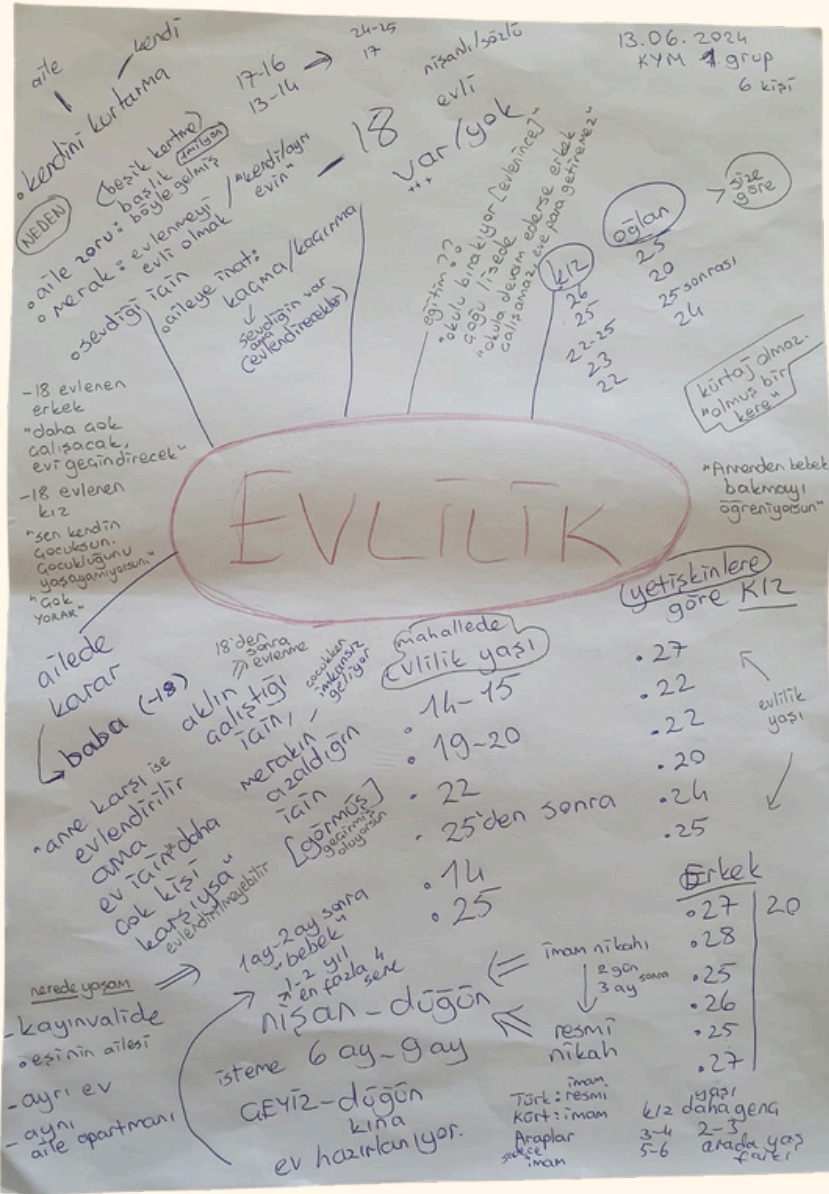 13.06.2024
KYM 1. grup
6 kişi
aile
kendi
• kendini kurtarma
NEDEN
(beşik kertme)
başlık 1 milyon
• aile zoru: böyle gelmiş
• merak: evlenmeyi / "kendi/ayrı
evli olmak evin"
• sevdiği için
• aileye inat:
kaçma/kaçırma
sevdiğin var
ama
(evlendirecekler)
17-16 → 24-25
13-14 17
18
nişanlı/sözlü
evli
var/yok
+++
eğitim??
"okulu bırakıyor [evlenince]"
çoğu lisede
"okula devam ederse erkek
çalışamaz, eve para getiremez"
kız
26
25
22-25
23
22
oğlan
25
20
25 sonrası
24
> size
göre
kürtaj olmaz.
"olmuş bir
kere"
"Annenden bebek
bakmayı
öğreniyorsun"
-18 evlenen
erkek
"daha çok
çalışacak,
evi geçindirecek"
-18 evlenen
kız
"sen kendin
çocuksun.
Çocukluğunu
yaşayamıyorsun."
"Çok
YORAR"
EVLİLİK
ailede
karar
baba (-18)
"anne karşı ise
evlendirilir
ama
ev için daha
çok kişi
karşıysa"
evlendirilmeyebilir
18'den
sonra
evlenme
aklın
çalıştığı
için,
çocukken
imkansız
geliyor
merakın
azaldığın
için
[görmüş]
geçirmiş
oluyorsun
mahallede
evlilik yaşı
• 14-15
• 19-20
• 22
• 25'den sonra
• 14
• 25
(yetişkinlere
göre KIZ
• 27
• 22
• 22
• 20
• 24
• 25
evlilik
yaşı
Erkek
• 27 | 20
• 28
• 25
• 26
• 25
• 27
nerede yaşam
- kayınvalide
• eşinin ailesi
- ayrı ev
- aynı
aile apartmanı
1 ay-2 ay sonra
"bebek"
1-2 yıl
en fazla 4
sene
nişan-düğün
isteme 6 ay-9 ay
ÇEYİZ-düğün
kına
ev hazırlanıyor.
imam nikahı
2 gün
3 ay sonra
resmi
nikah
imam
Türk: resmi
Kürt: imam
Araplar
sadece
imam
yaşı
kız daha genç
3-4 2-3
5-6 arada yaş
farkı